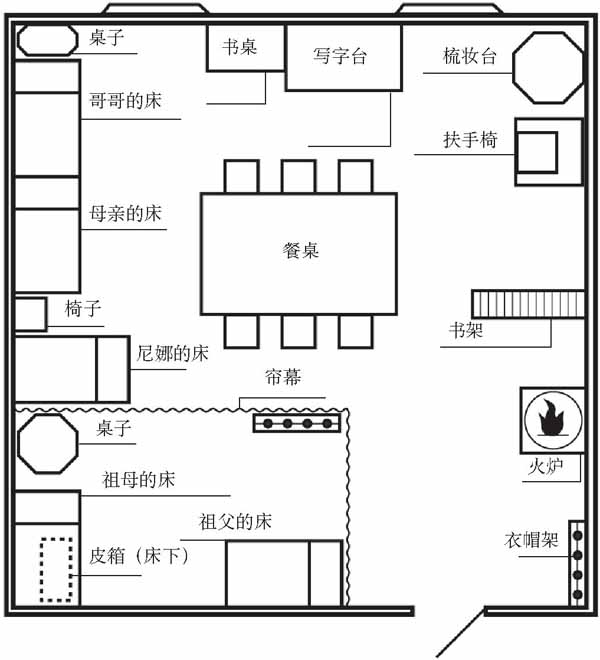 桌子
书桌
写字台
梳妆台
哥哥的床
扶手椅
母亲的床
餐桌
椅子
书架
尼娜的床
帘幕
桌子
火炉
祖母的床
祖父的床
衣帽架
皮箱（床下）